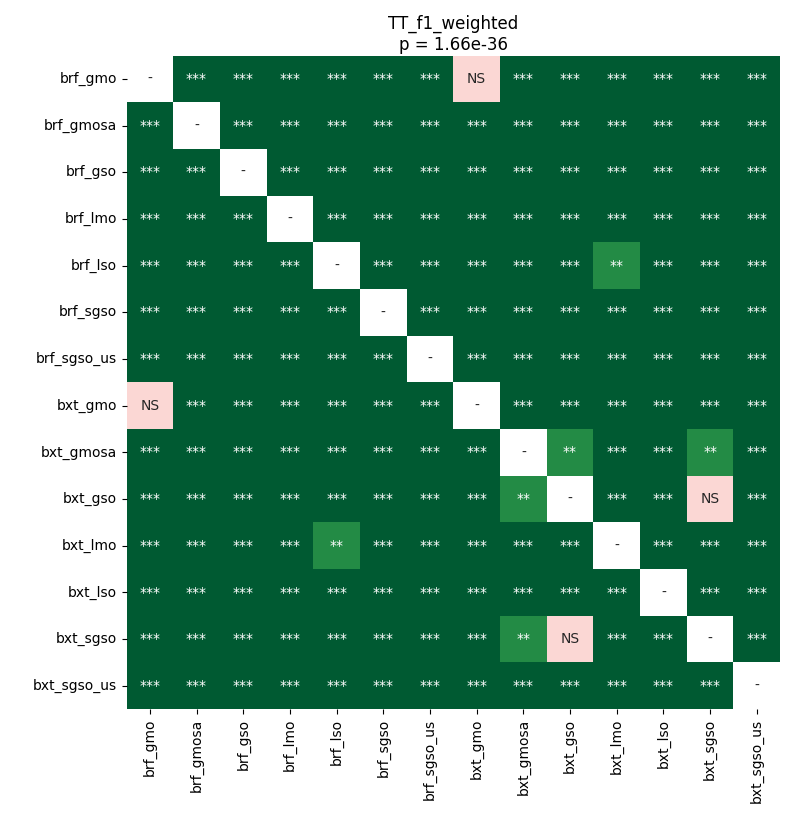 TT_f1_weighted
p = 1.66e-36
brf_gmo - *** *** *** *** *** *** NS *** *** *** *** *** ***
brf_gmosa *** - *** *** *** *** *** *** *** *** *** *** *** ***
brf_gso *** *** - *** *** *** *** *** *** *** *** *** *** ***
brf_lmo *** *** *** - *** *** *** *** *** *** *** *** *** ***
brf_lso *** *** *** *** - *** *** *** *** *** ** *** *** ***
brf_sgso *** *** *** *** *** - *** *** *** *** *** *** *** ***
brf_sgso_us *** *** *** *** *** *** - *** *** *** *** *** *** ***
bxt_gmo NS *** *** *** *** *** *** - *** *** *** *** *** ***
bxt_gmosa *** *** *** *** *** *** *** *** - ** *** *** ** ***
bxt_gso *** *** *** *** *** *** *** *** ** - *** *** NS ***
bxt_lmo *** *** *** *** ** *** *** *** *** *** - *** *** ***
bxt_lso *** *** *** *** *** *** *** *** *** *** *** - *** ***
bxt_sgso *** *** *** *** *** *** *** *** ** NS *** *** - ***
bxt_sgso_us *** *** *** *** *** *** *** *** *** *** *** *** *** -
brf_gmo brf_gmosa brf_gso brf_lmo brf_lso brf_sgso brf_sgso_us bxt_gmo bxt_gmosa bxt_gso bxt_lmo bxt_lso bxt_sgso bxt_sgso_us